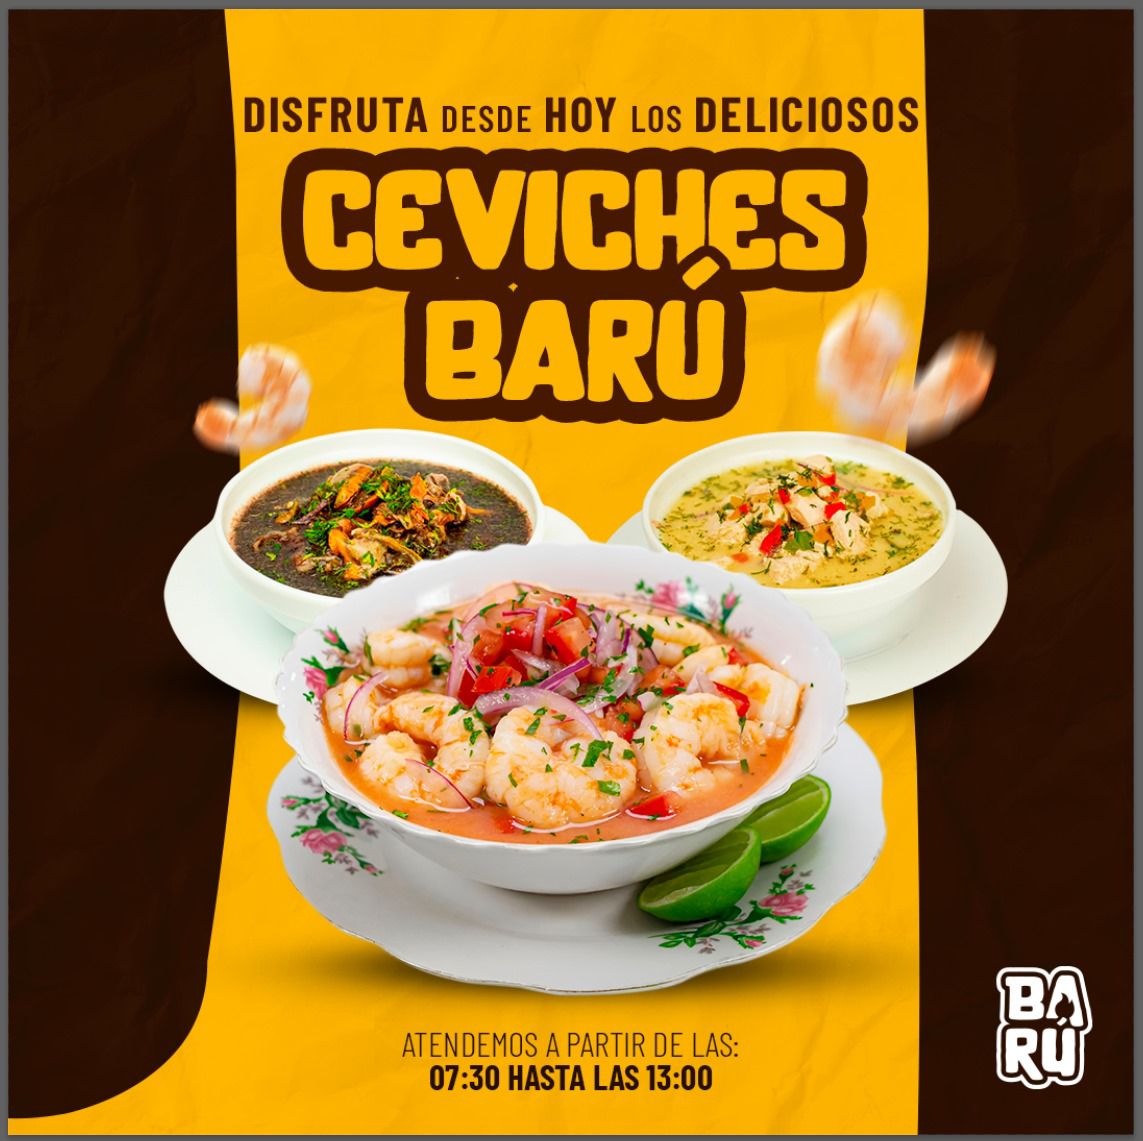 DISFRUTA DESDE HOY LOS DELICIOSOS
CEVICHES
BARÚ
ATENDEMOS A PARTIR DE LAS:
07:30 HASTA LAS 13:00
BA
RÚ